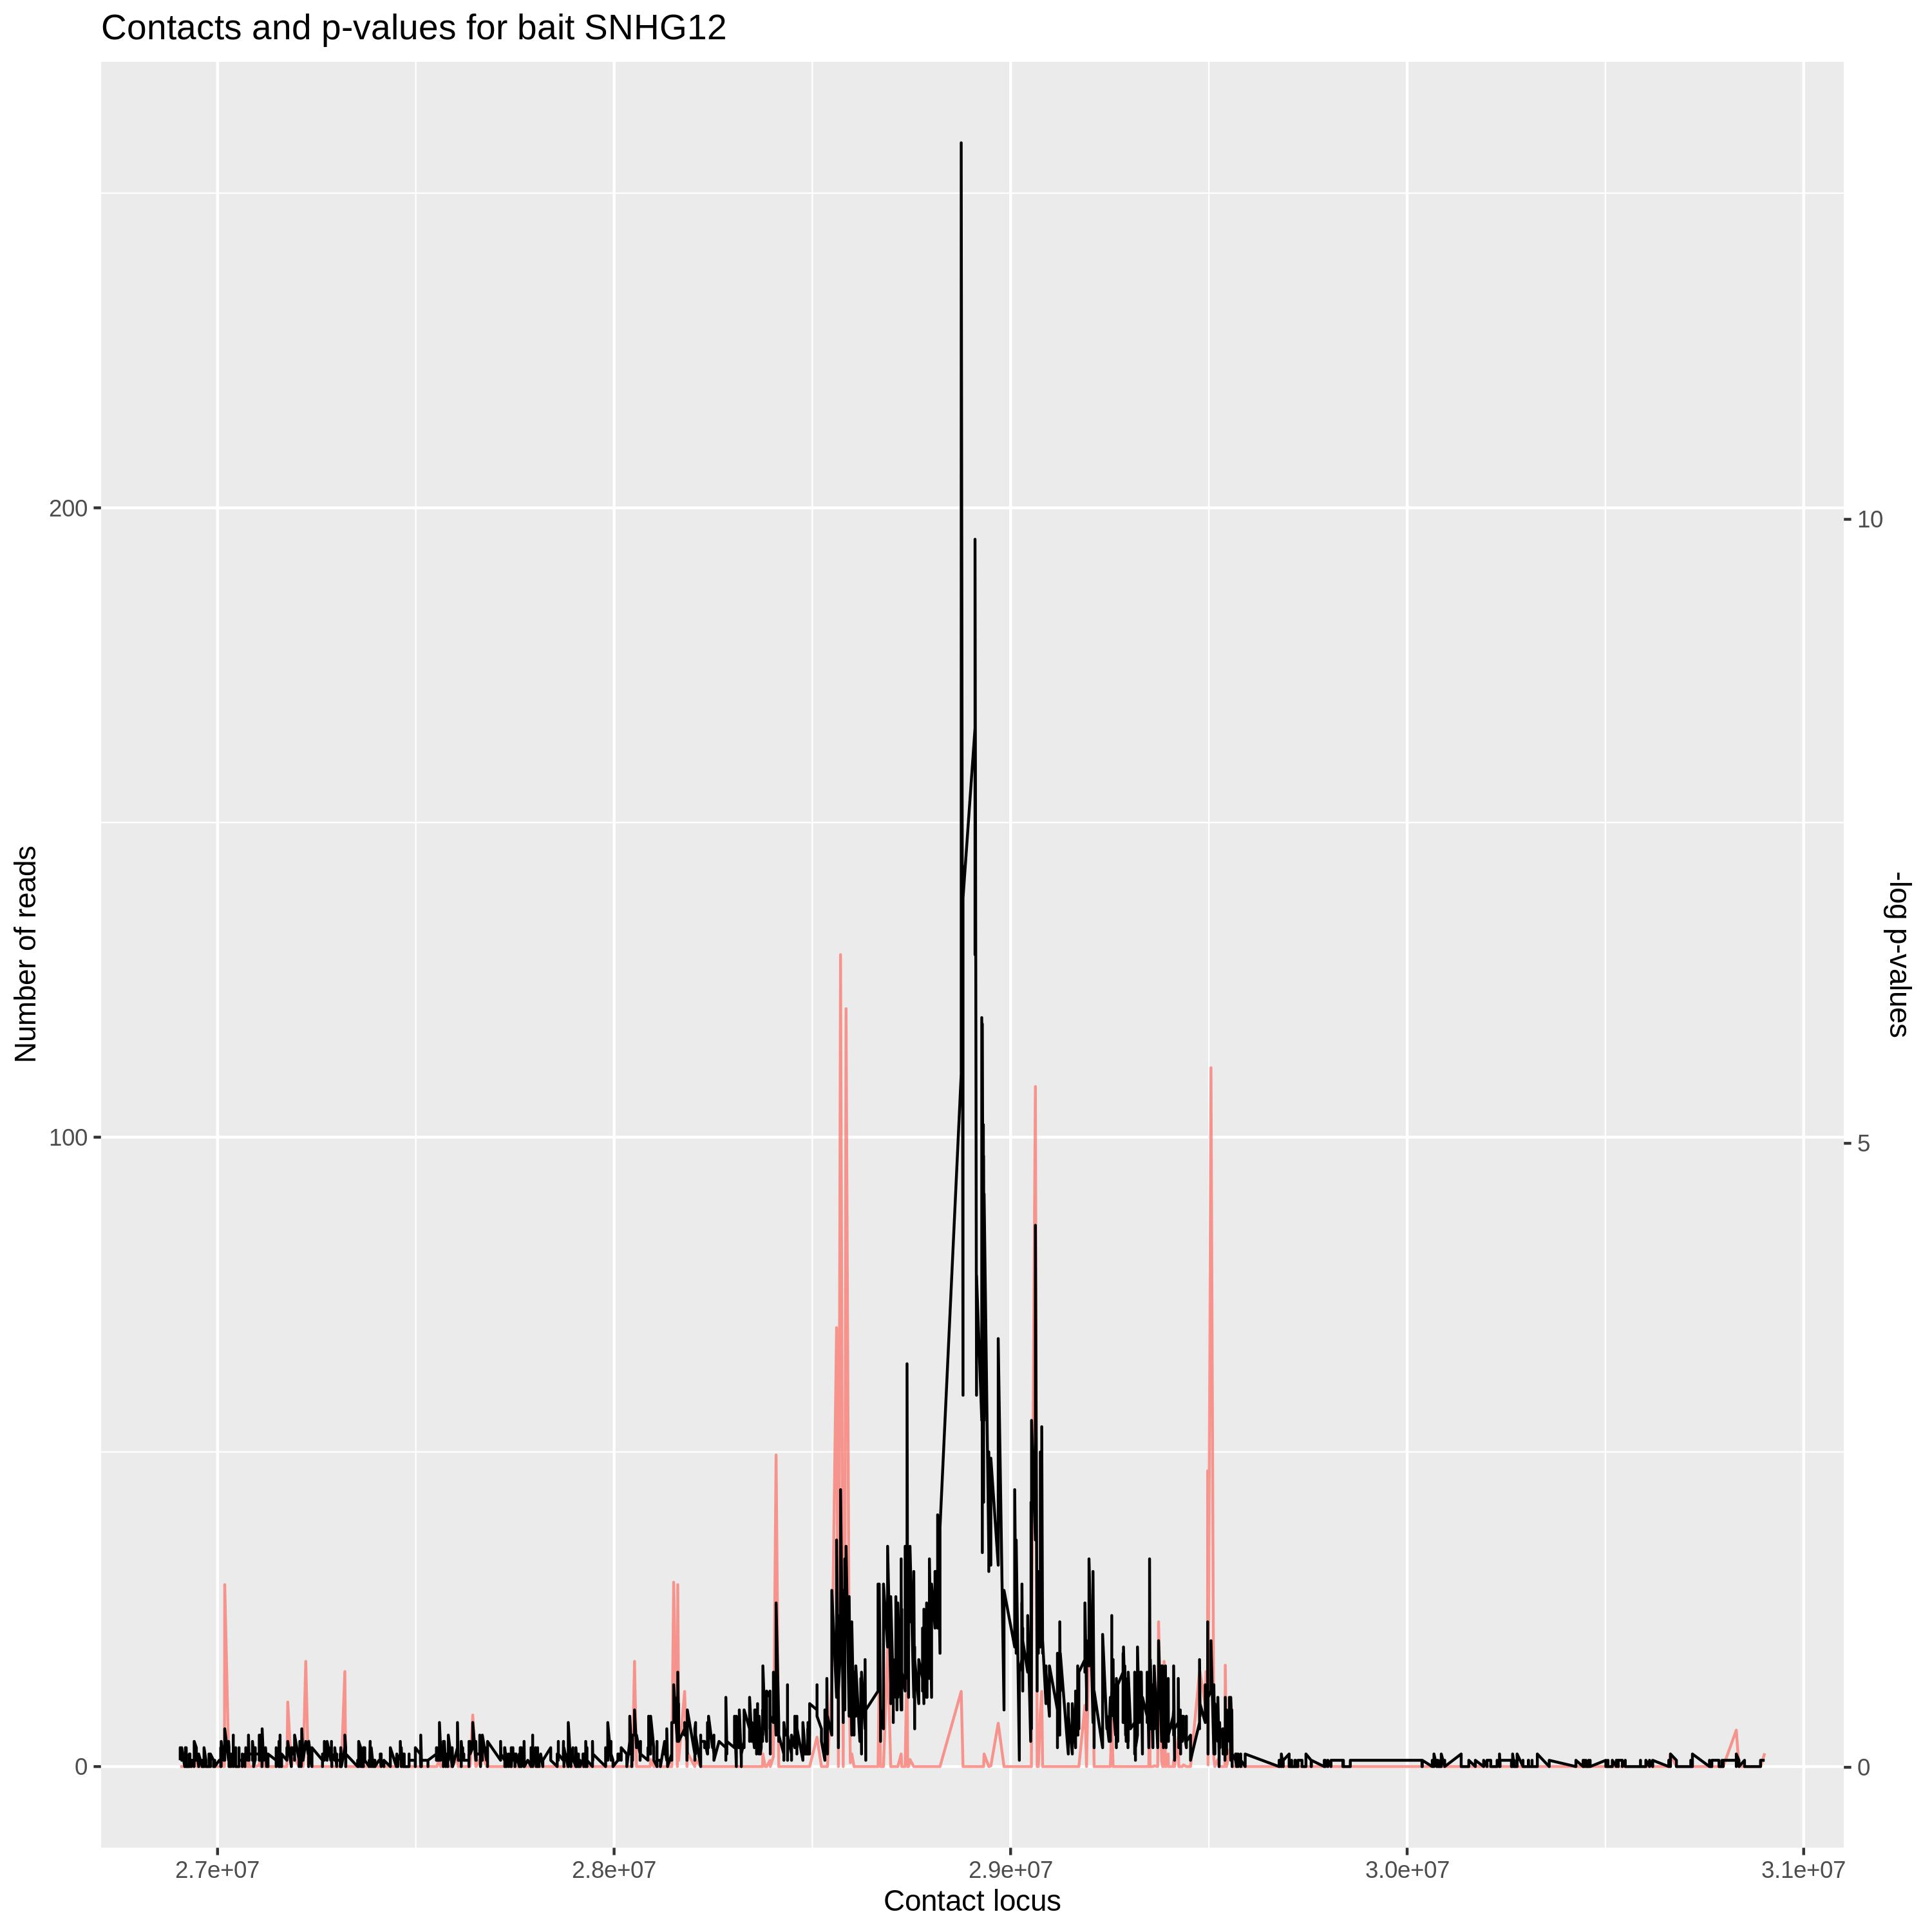 Contacts and p-values for bait SNHG12
Number of reads
200
100
0
10
5
0
-log p-values
2.7e+07
2.8e+07
2.9e+07
3.0e+07
3.1e+07
Contact locus